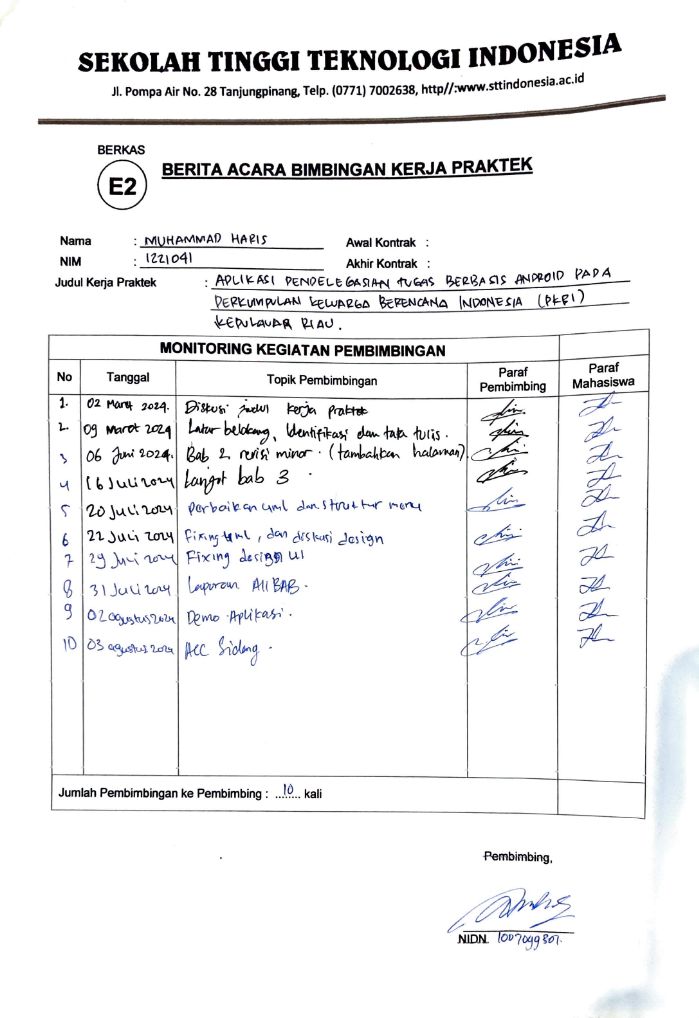 SEKOLAH TINGGI TEKNOLOGI INDONESIA
Jl. Pompa Air No. 28 Tanjungpinang, Telp. (0771) 7002638, http//:www.sttindonesia.ac.id
BERKAS
E2
BERITA ACARA BIMBINGAN KERJA PRAKTEK
Nama : MUHAMMAD HARIS Awal Kontrak :
NIM : 1221041 Akhir Kontrak :
Judul Kerja Praktek : APLIKASI PENDELEGASIAN TUGAS BERBASIS ANDROID PADA
PERKUMPULAN KELUARGA BERENCANA INDONESIA (PKBI)
KEPULAUAN RIAU.
MONITORING KEGIATAN PEMBIMBINGAN
No Tanggal Topik Pembimbingan Paraf Pembimbing Paraf Mahasiswa
1. 02 Maret 2024. Diskusi judul kerja praktek
2. 09 Maret 2024 Latar belakang, Identifikasi dan tata tulis.
3 06 Juni 2024. Bab 2 revisi minor. (tambahkan halaman).
4 16 Juli 2024 Langut bab 3
5 20 Juli 2024 Perbaikan uml dan struktur menu
6 22 Juli 2024 Fixing uml, dan diskusi design
7 29 Juli 2024 Fixing design UI
8 31 Juli 2024 Laporan All BAB.
9 02 agustus 2024 Demo Aplikasi.
10 03 agustus 2024 ACC Sidang.
Jumlah Pembimbingan ke Pembimbing : 10 kali
Pembimbing,
NIDN. 1007099801.